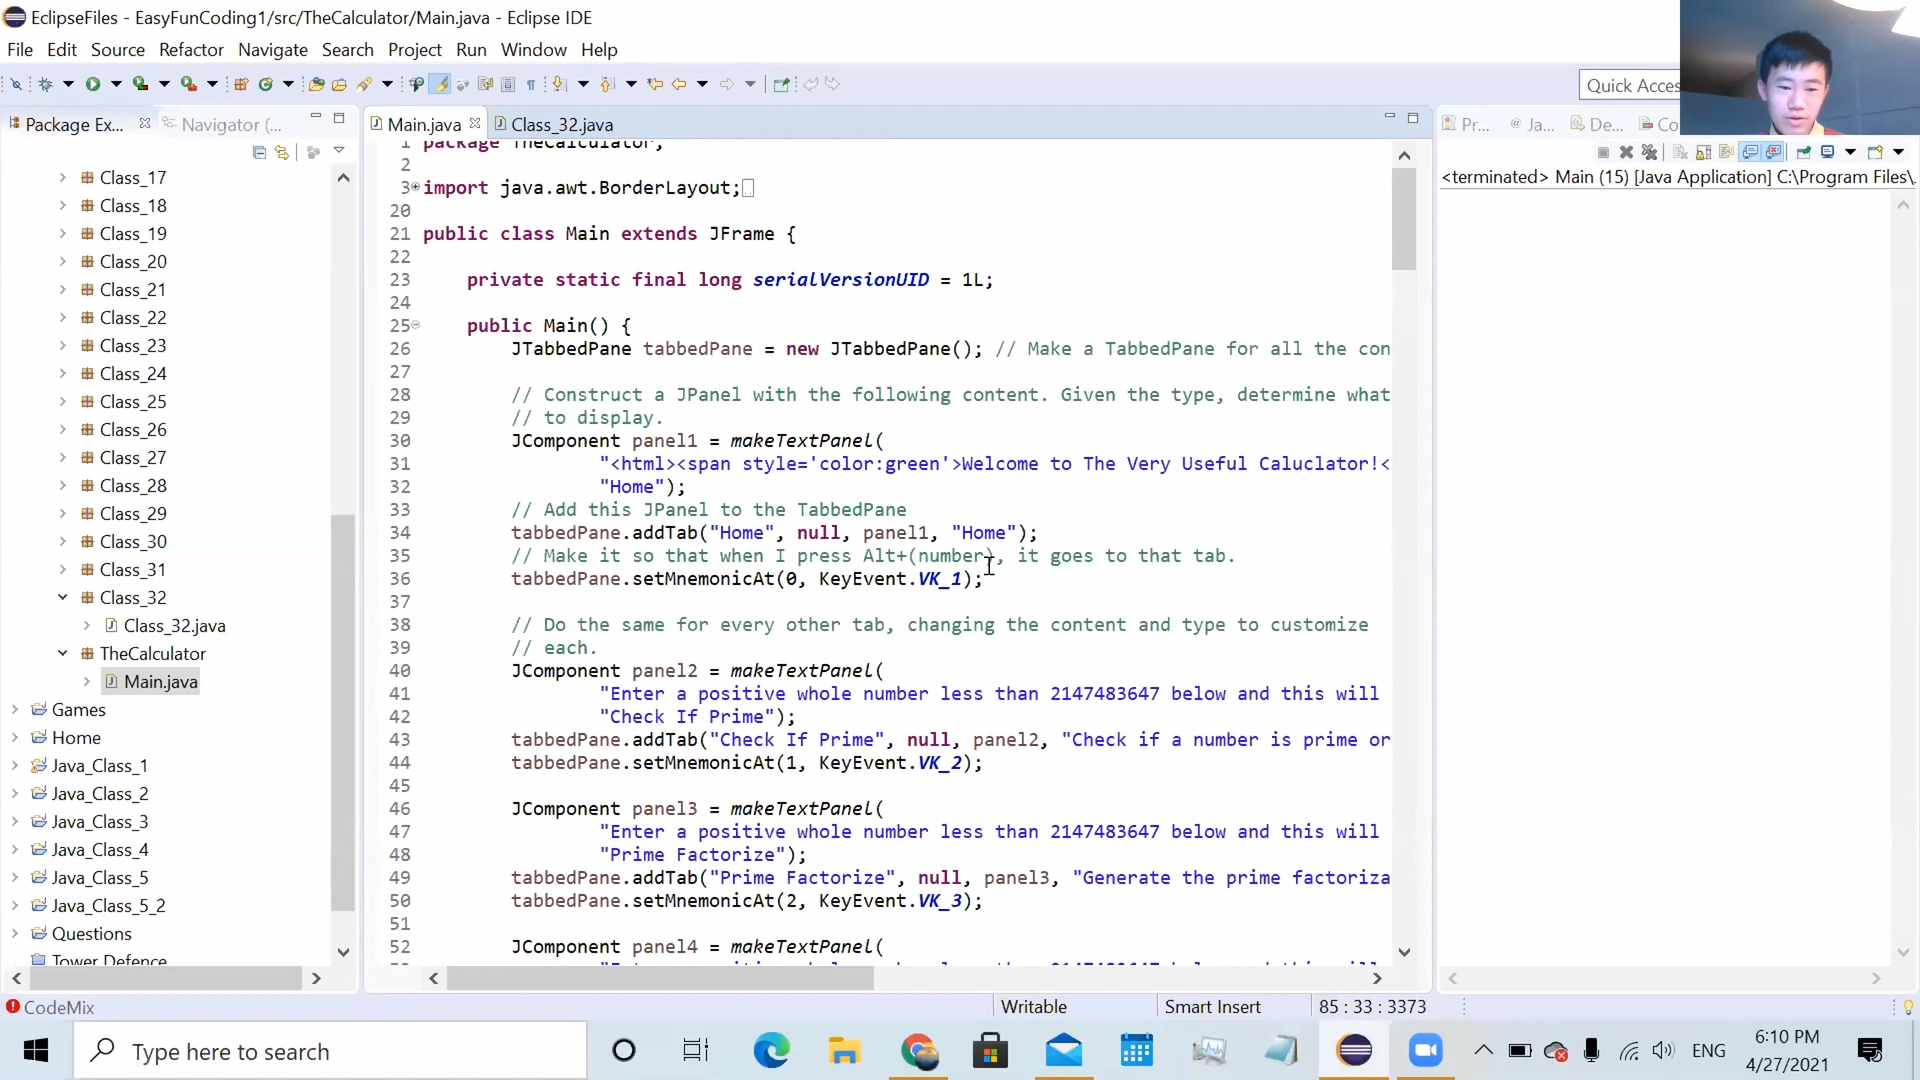 EclipseFiles - EasyFunCoding1/src/TheCalculator/Main.java - Eclipse IDE
File Edit Source Refactor Navigate Search Project Run Window Help
Quick Acces
Package Ex...
Navigator (...
Main.java
Class_32.java
Pr...
Ja...
De...
Co
<terminated> Main (15) [Java Application] C:\Program Files\.
Class_17
Class_18
Class_19
Class_20
Class_21
Class_22
Class_23
Class_24
Class_25
Class_26
Class_27
Class_28
Class_29
Class_30
Class_31
Class_32
Class_32.java
TheCalculator
Main.java
Games
Home
Java_Class_1
Java_Class_2
Java_Class_3
Java_Class_4
Java_Class_5
Java_Class_5_2
Questions
Tower Defence
1 package TheCalculator;
2
3 import java.awt.BorderLayout;
20
21 public class Main extends JFrame {
22
23 private static final long serialVersionUID = 1L;
24
25 public Main() {
26 JTabbedPane tabbedPane = new JTabbedPane(); // Make a TabbedPane for all the con
27
28 // Construct a JPanel with the following content. Given the type, determine what
29 // to display.
30 JComponent panel1 = makeTextPanel(
31 "<html><span style='color:green'>Welcome to The Very Useful Caluclator!<
32 "Home");
33 // Add this JPanel to the TabbedPane
34 tabbedPane.addTab("Home", null, panel1, "Home");
35 // Make it so that when I press Alt+(number), it goes to that tab.
36 tabbedPane.setMnemonicAt(0, KeyEvent.VK_1);
37
38 // Do the same for every other tab, changing the content and type to customize
39 // each.
40 JComponent panel2 = makeTextPanel(
41 "Enter a positive whole number less than 2147483647 below and this will
42 "Check If Prime");
43 tabbedPane.addTab("Check If Prime", null, panel2, "Check if a number is prime or
44 tabbedPane.setMnemonicAt(1, KeyEvent.VK_2);
45
46 JComponent panel3 = makeTextPanel(
47 "Enter a positive whole number less than 2147483647 below and this will
48 "Prime Factorize");
49 tabbedPane.addTab("Prime Factorize", null, panel3, "Generate the prime factoriza
50 tabbedPane.setMnemonicAt(2, KeyEvent.VK_3);
51
52 JComponent panel4 = makeTextPanel(
CodeMix
Writable
Smart Insert
85 : 33 : 3373
Type here to search
ENG
6:10 PM
4/27/2021